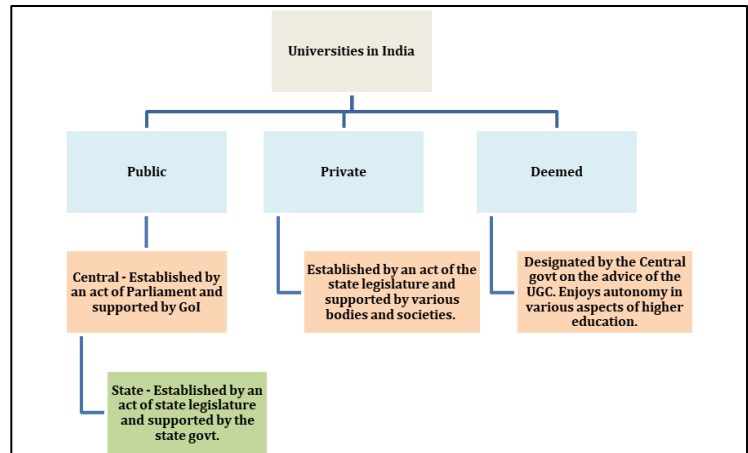 Universities in India
Public
Private
Deemed
Central - Established by
an act of Parliament and
supported by GoI
Established by an act of the
state legislature and
supported by various
bodies and societies.
Designated by the Central
govt on the advice of the
UGC. Enjoys autonomy in
various aspects of higher
education.
State - Established by an
act of state legislature
and supported by the
state govt.